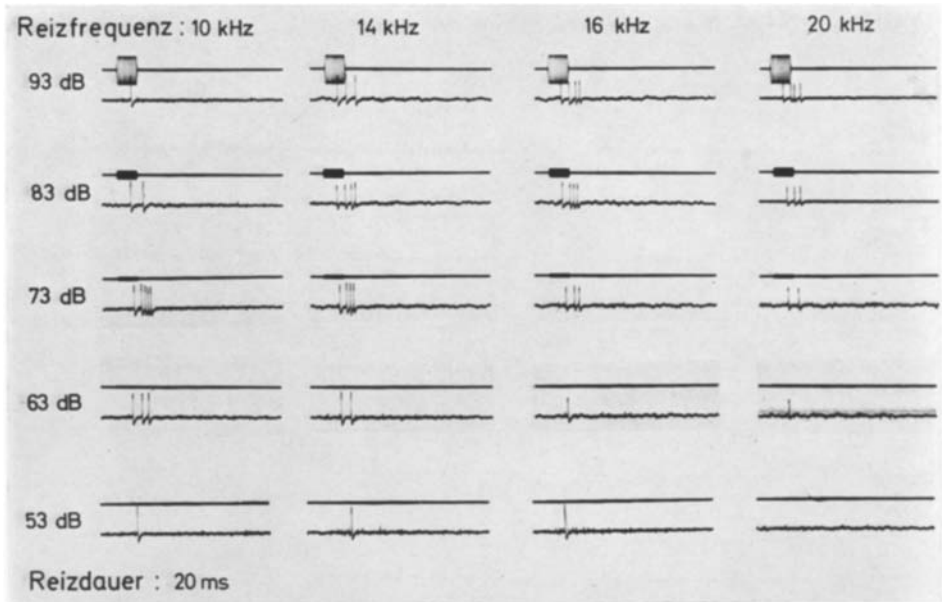 Reizfrequenz : 10 kHz 14 kHz 16 kHz 20 kHz
93 dB
83 dB
73 dB
63 dB
53 dB
Reizdauer : 20 ms